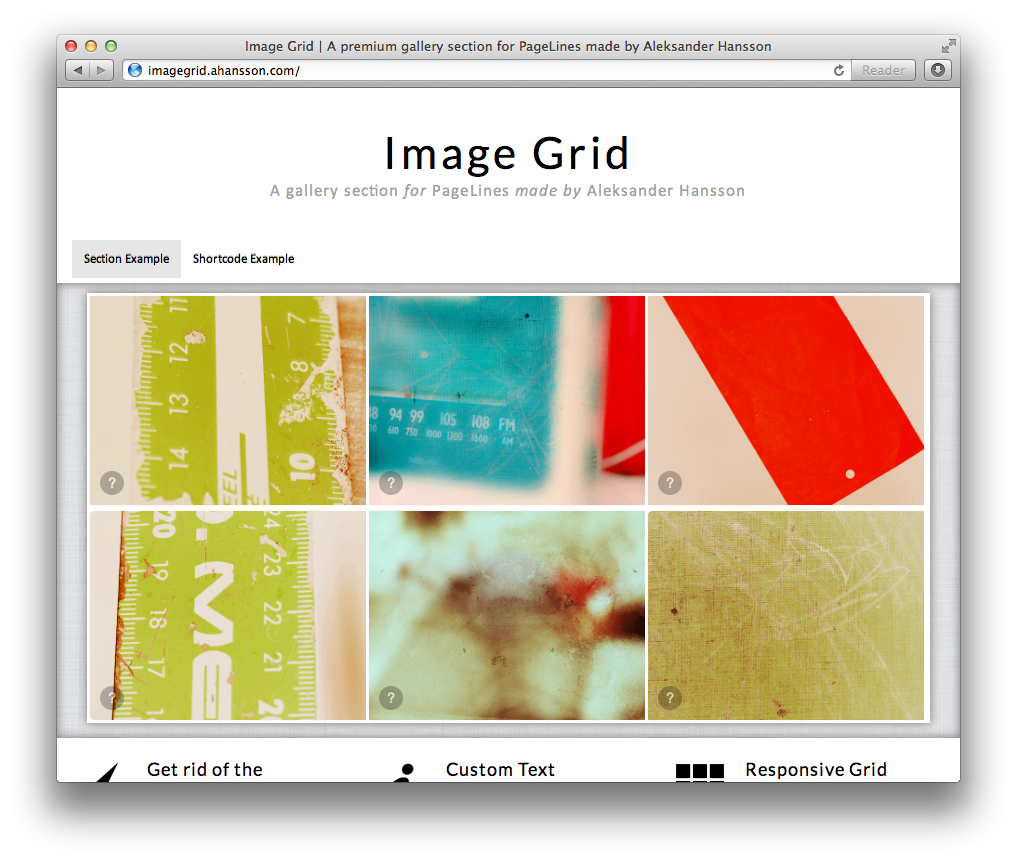 Image Grid | A premium gallery section for PageLines made by Aleksander Hansson
imagegrid.ahansson.com/
Reader
Image Grid
A gallery section for PageLines made by Aleksander Hansson
Section Example
Shortcode Example
11
12
13
14
7
8
10
94 99 105 108 FM
610 750 1000 1300 1600 AM
?
?
?
20
19
18
17
24
23
22
21
?
?
?
Get rid of the
Custom Text
Responsive Grid